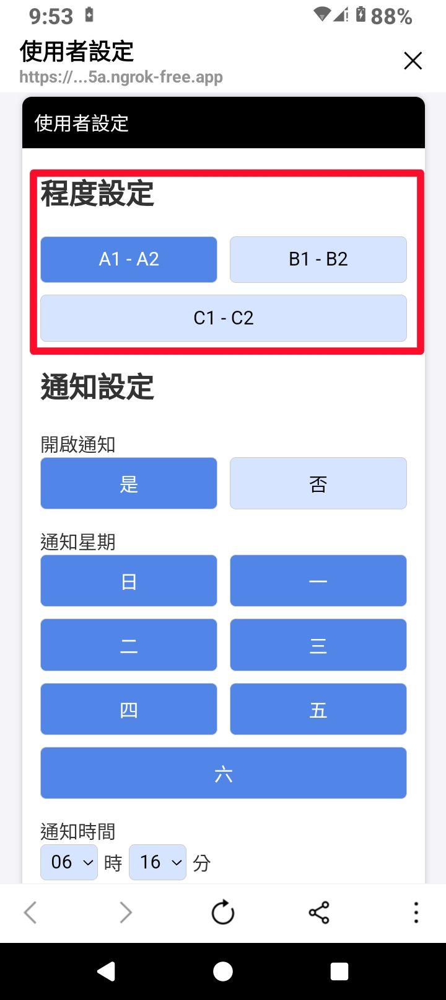 9:53 88%
使用者設定
https://...5a.ngrok-free.app
使用者設定
程度設定
A1 - A2 B1 - B2
C1 - C2
通知設定
開啟通知
是 否
通知星期
日 一
二 三
四 五
六
通知時間
06 時 16 分